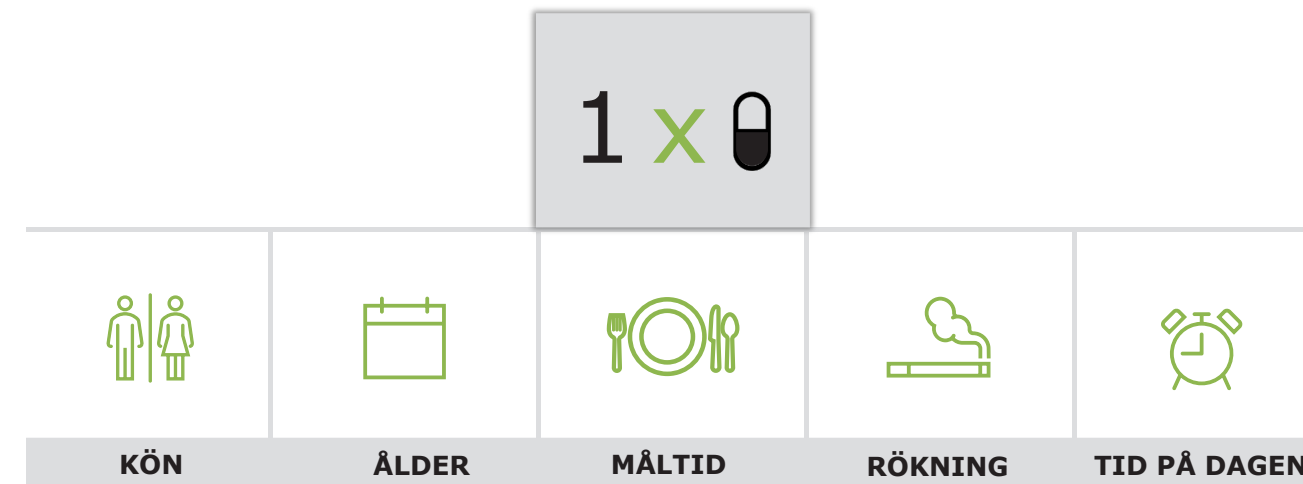 1 x
KÖN ÅLDER MÅLTID RÖKNING TID PÅ DAGEN